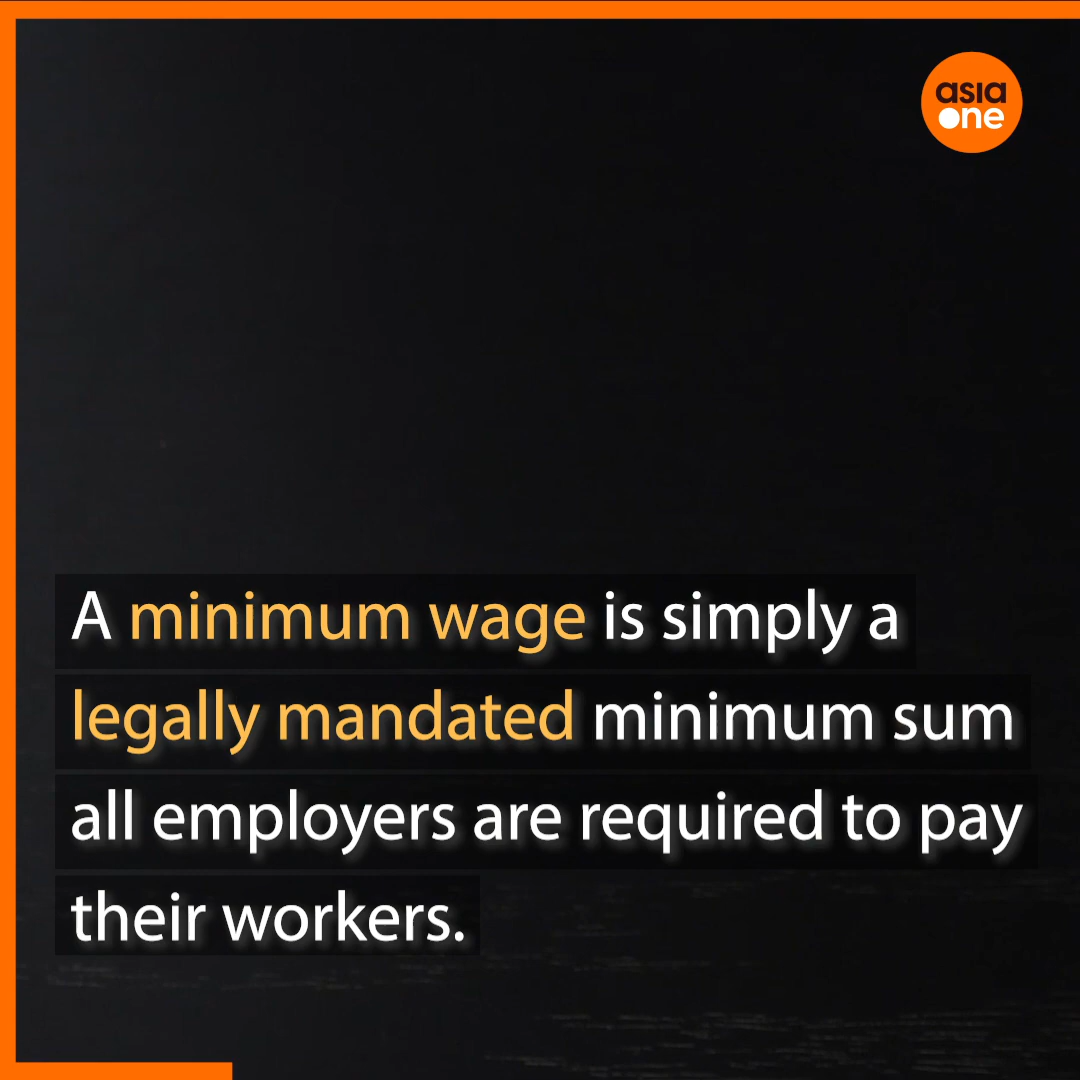 asia
one
A minimum wage is simply a
legally mandated minimum sum
all employers are required to pay
their workers.